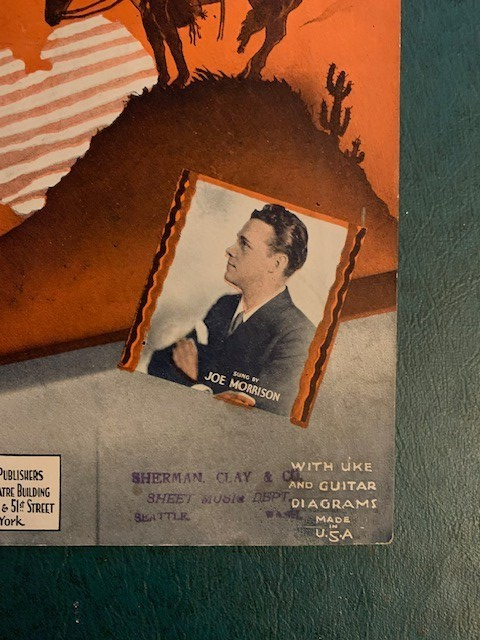 SUNG BY
JOE MORRISON
PUBLISHERS
ATRE BUILDING
& 51st STREET
York
SHERMAN, CLAY & CO.
SHEET MUSIC DEPT.
SEATTLE WASH.
WITH UKE
AND GUITAR
DIAGRAMS
MADE
IN
U.S.A